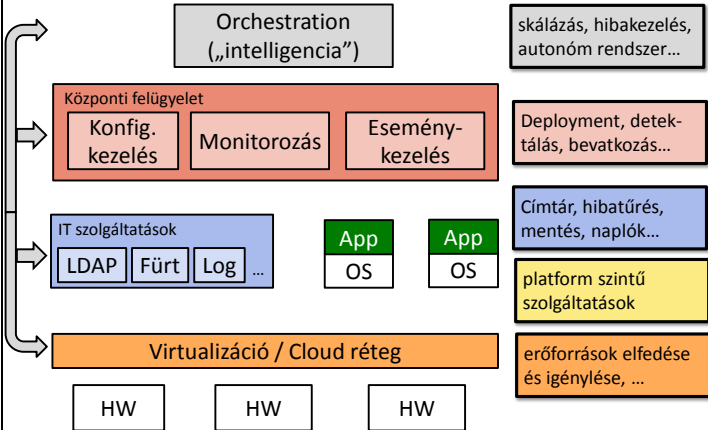 Orchestration
(„intelligencia”)
skálázás, hibakezelés,
autonóm rendszer…
Központi felügyelet
Konfig.
kezelés
Monitorozás
Esemény-
kezelés
Deployment, detek-
tálás, bevatkozás…
IT szolgáltatások
LDAP
Fürt
Log
...
App
OS
App
OS
Címtár, hibatűrés,
mentés, naplók…
platform szintű
szolgáltatások
Virtualizáció / Cloud réteg
erőforrások elfedése
és igénylése, …
HW
HW
HW